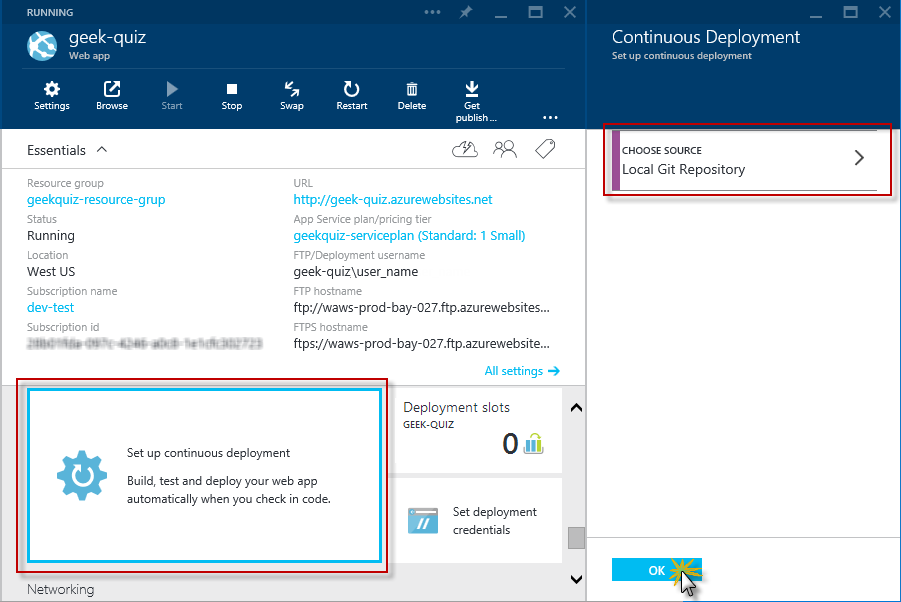 RUNNING
geek-quiz
Web app
Settings
Browse
Start
Stop
Swap
Restart
Delete
Get
publish ...
Essentials
Resource group
geekquiz-resource-grup
Status
Running
Location
West US
Subscription name
dev-test
Subscription id
URL
http://geek-quiz.azurewebsites.net
App Service plan/pricing tier
geekquiz-serviceplan (Standard: 1 Small)
FTP/Deployment username
geek-quiz\user_name
FTP hostname
ftp://waws-prod-bay-027.ftp.azurewebsites...
FTPS hostname
ftps://waws-prod-bay-027.ftp.azurewebsite...
All settings
Set up continuous deployment
Build, test and deploy your web app
automatically when you check in code.
Deployment slots
GEEK-QUIZ
0
Set deployment
credentials
Networking
Continuous Deployment
Set up continuous deployment
CHOOSE SOURCE
Local Git Repository
OK